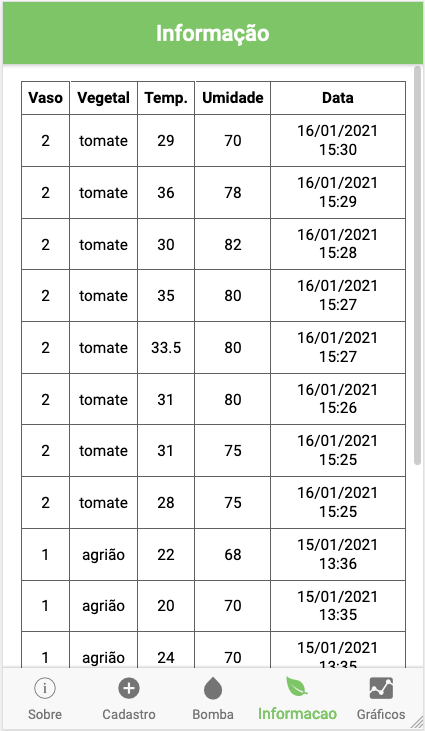 Informação
Vaso Vegetal Temp. Umidade Data
2 tomate 29 70 16/01/2021
15:30
2 tomate 36 78 16/01/2021
15:29
2 tomate 30 82 16/01/2021
15:28
2 tomate 35 80 16/01/2021
15:27
2 tomate 33.5 80 16/01/2021
15:27
2 tomate 31 80 16/01/2021
15:26
2 tomate 31 75 16/01/2021
15:25
2 tomate 28 75 16/01/2021
15:25
1 agrião 22 68 15/01/2021
13:36
1 agrião 20 70 15/01/2021
13:35
1 agrião 24 70 15/01/2021
13:35
Sobre Cadastro Bomba Informacao Gráficos